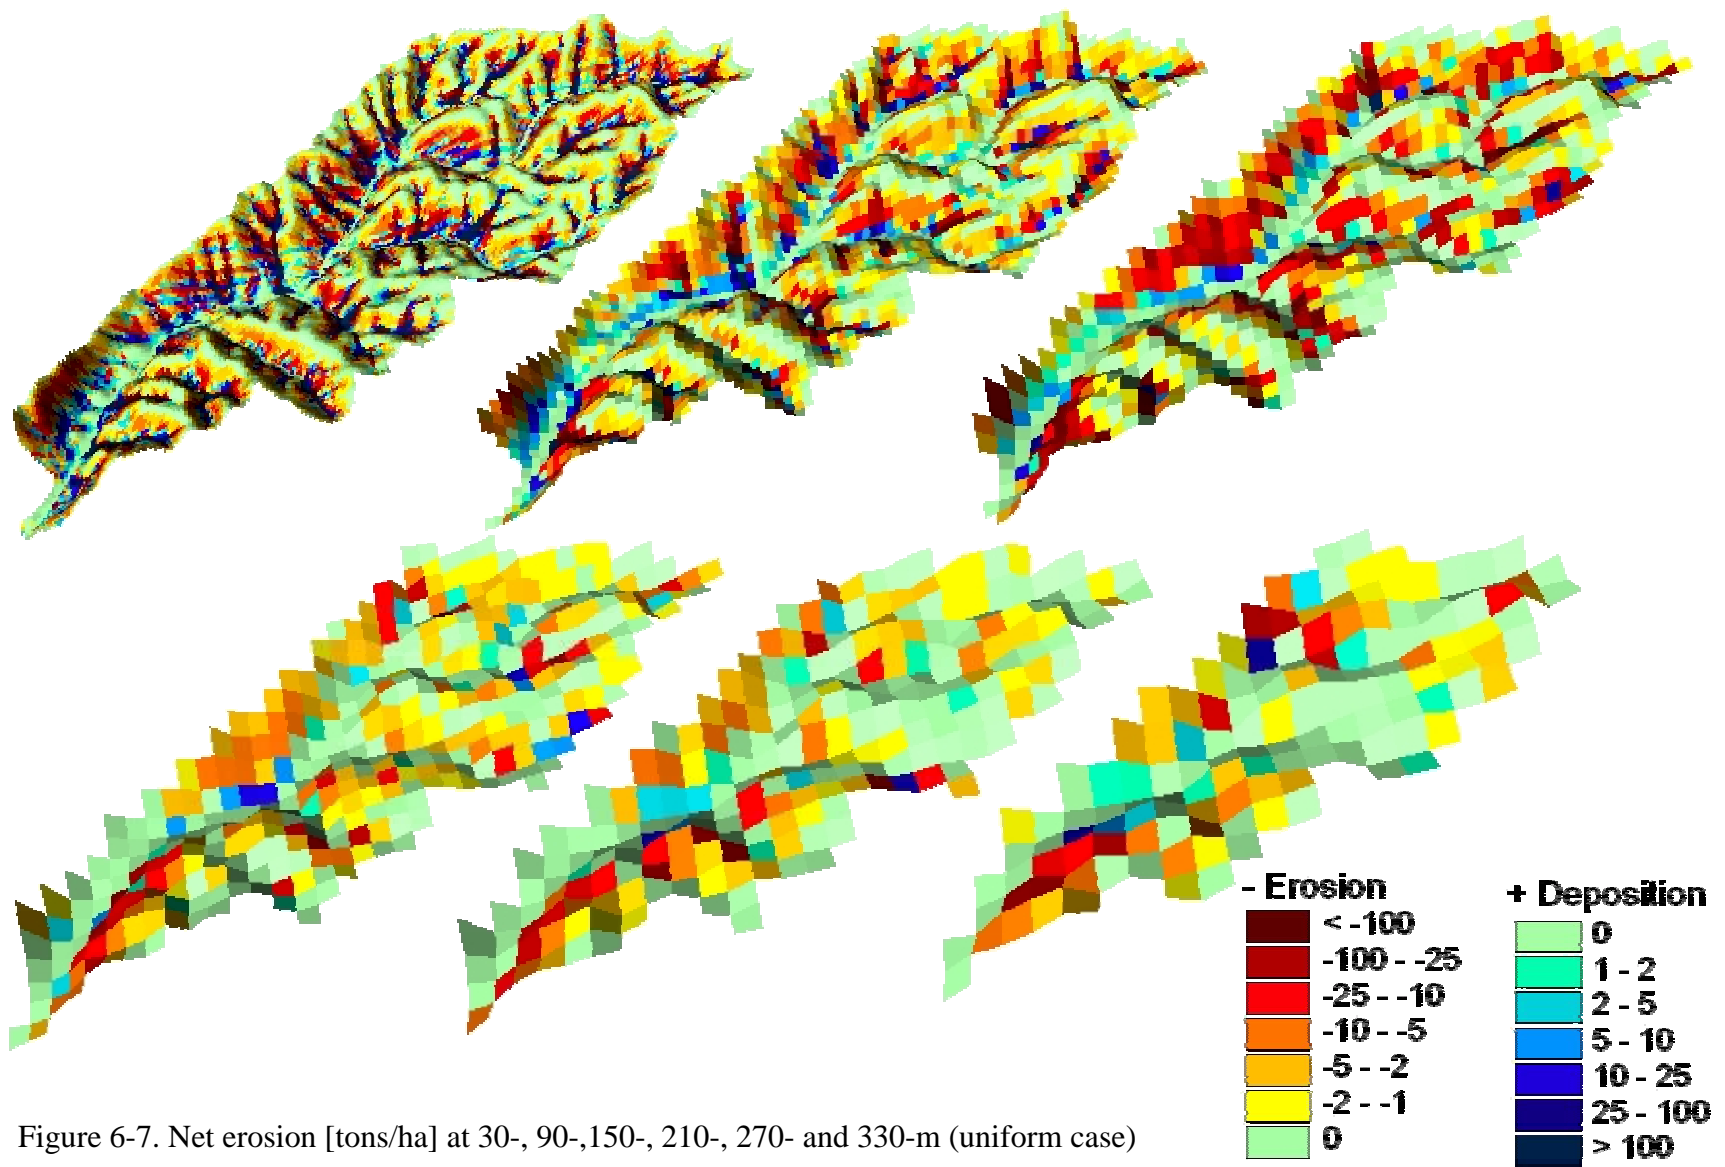 - Erosion
< -100
-100 - -25
-25 - -10
-10 - -5
-5 - -2
-2 - -1
0
+ Deposition
0
1 - 2
2 - 5
5 - 10
10 - 25
25 - 100
> 100
Figure 6-7. Net erosion [tons/ha] at 30-, 90-,150-, 210-, 270- and 330-m (uniform case)